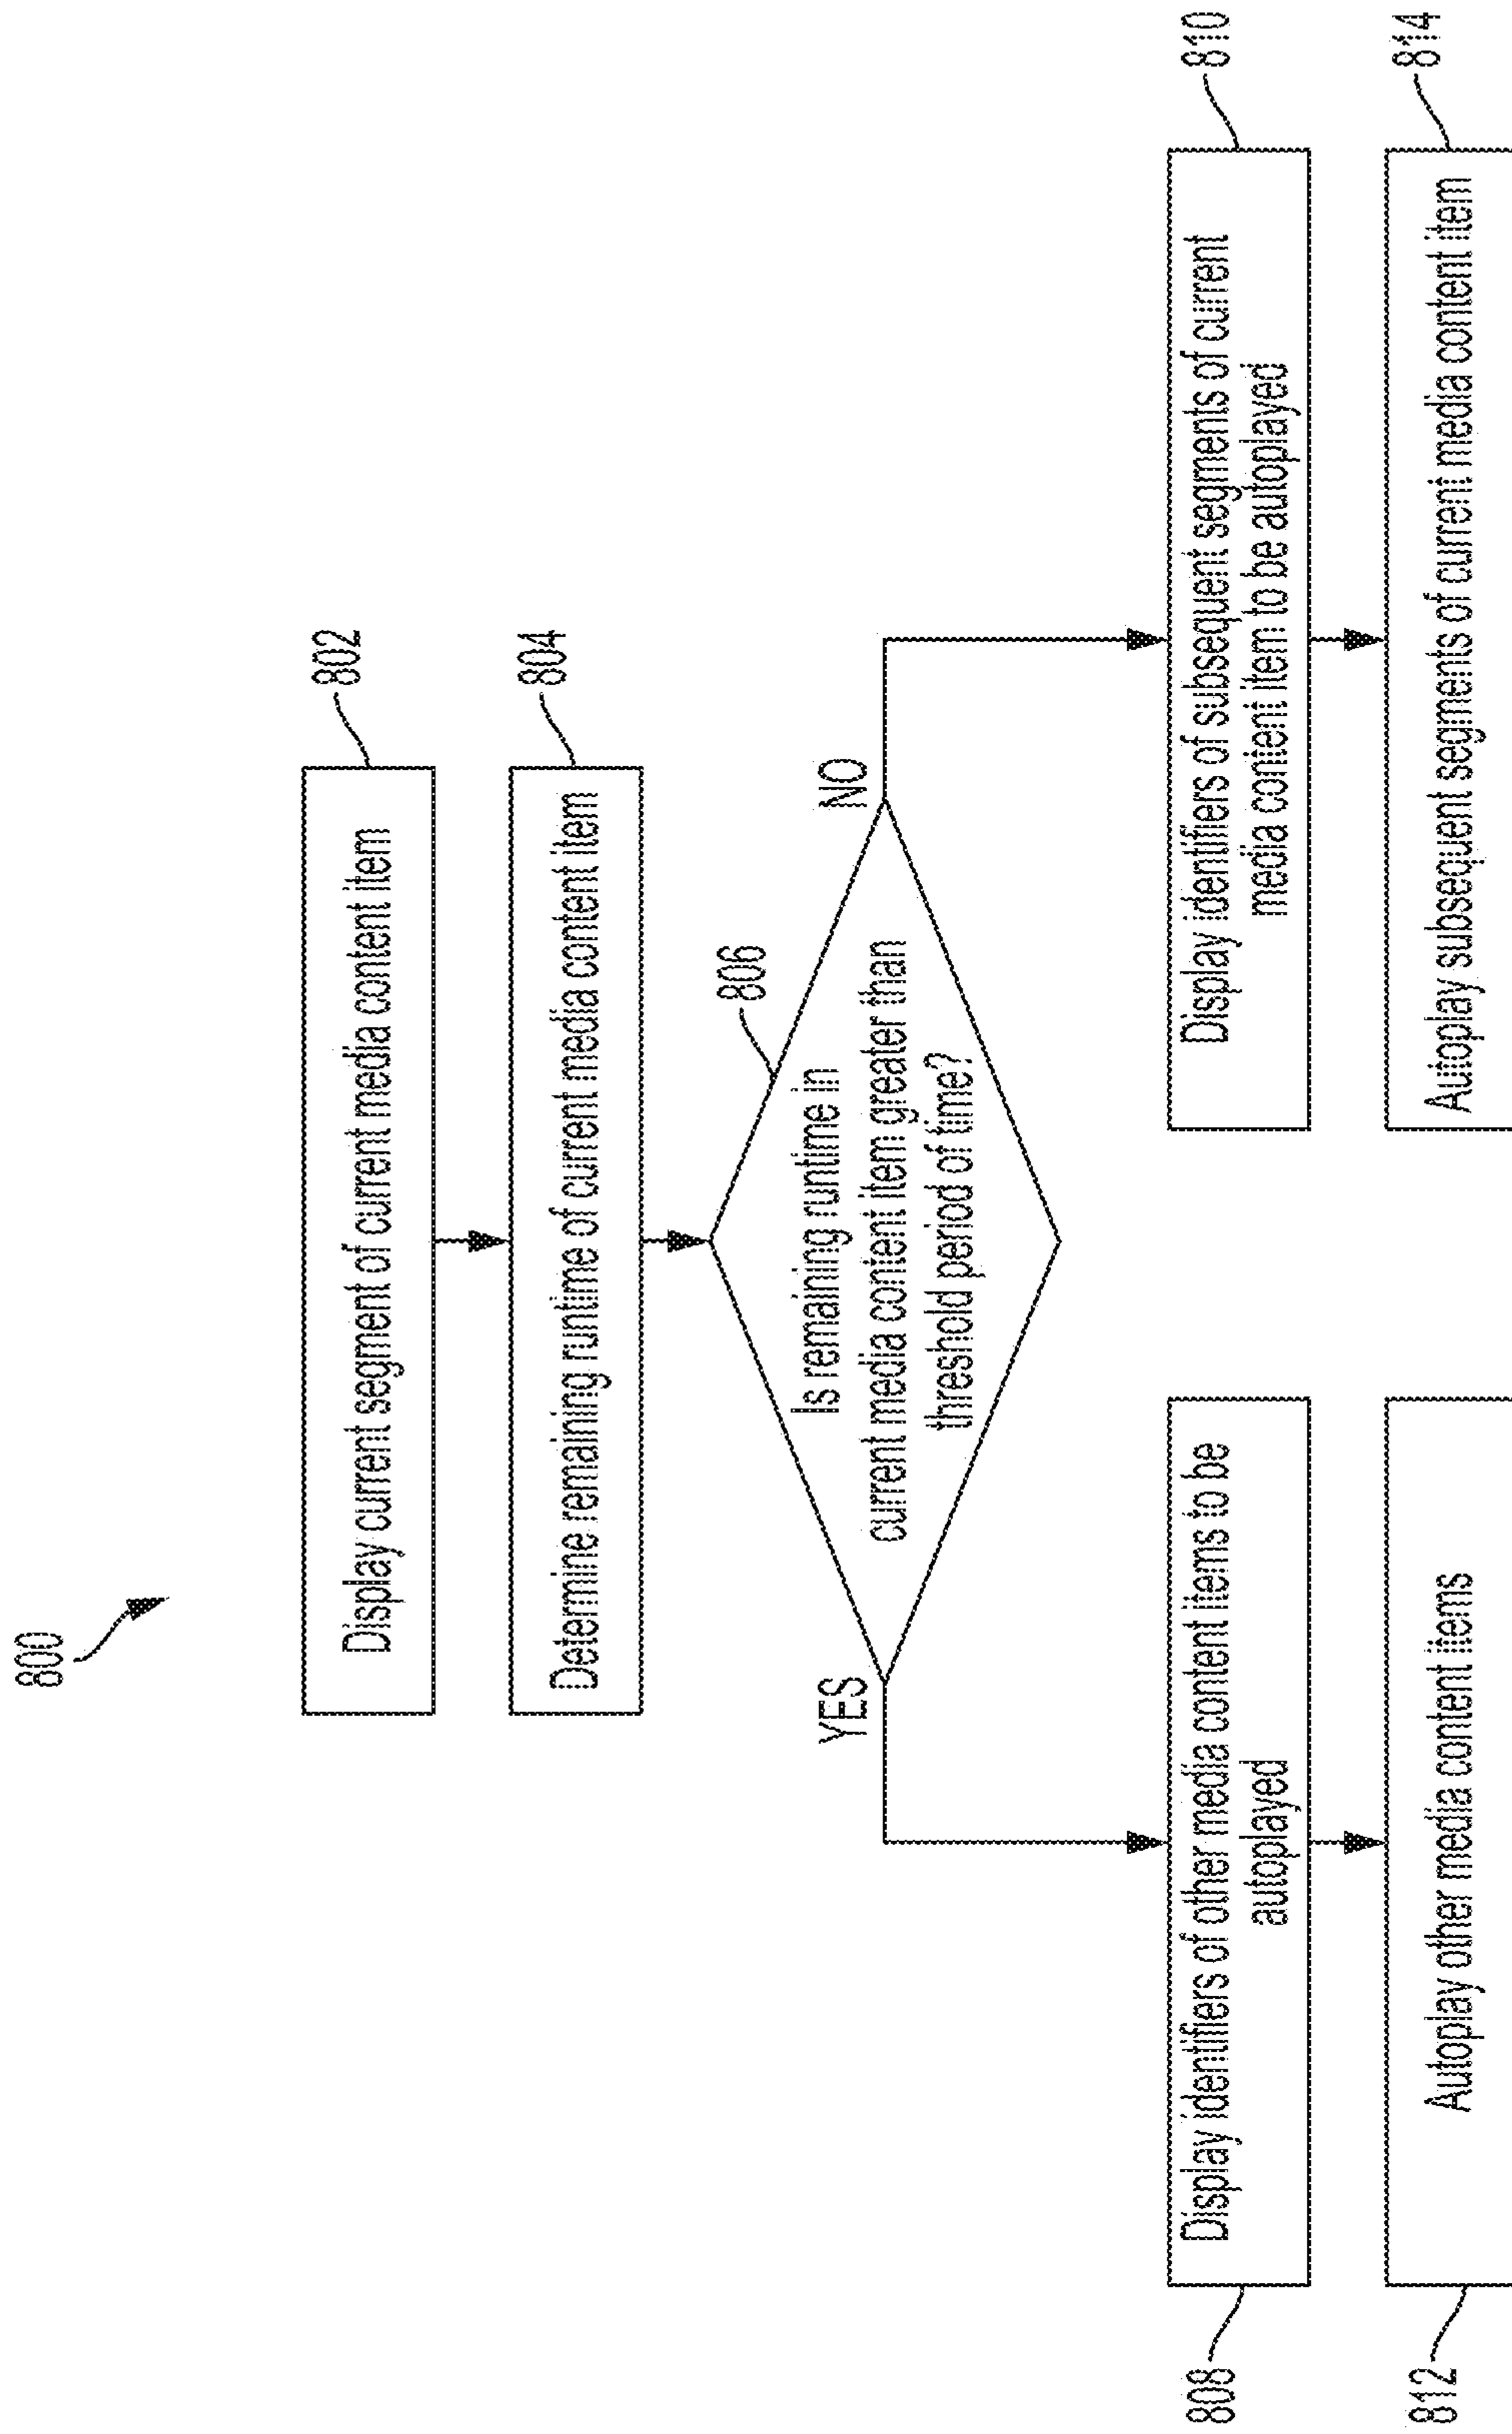 800
802
Display current segment of current media content item
804
Determine remaining runtime of current media content item
806
Is remaining runtime in
current media content item greater than
threshold period of time?
YES
NO
808
Display identifiers of other media content items to be
autoplayed
810
Display identifiers of subsequent segments of current
media content item to be autoplayed
812
Autoplay other media content items
814
Autoplay subsequent segments of current media content item